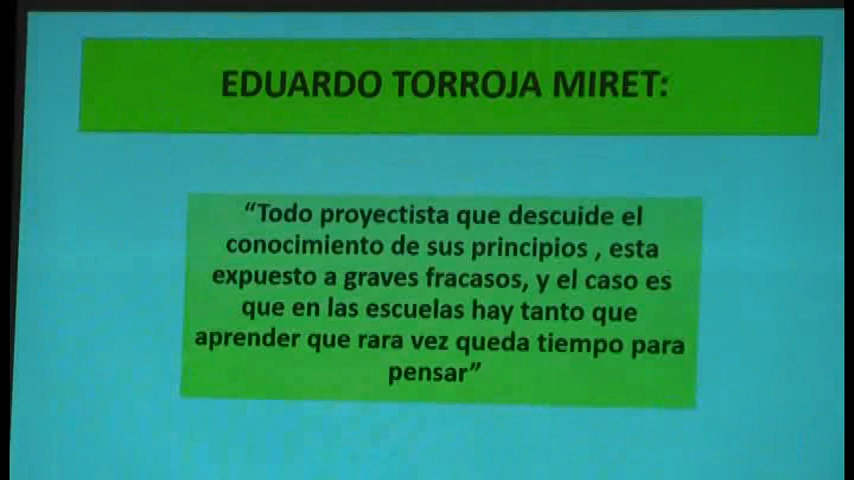 EDUARDO TORROJA MIRET:
“Todo proyectista que descuide el
conocimiento de sus principios , esta
expuesto a graves fracasos, y el caso es
que en las escuelas hay tanto que
aprender que rara vez queda tiempo para
pensar”